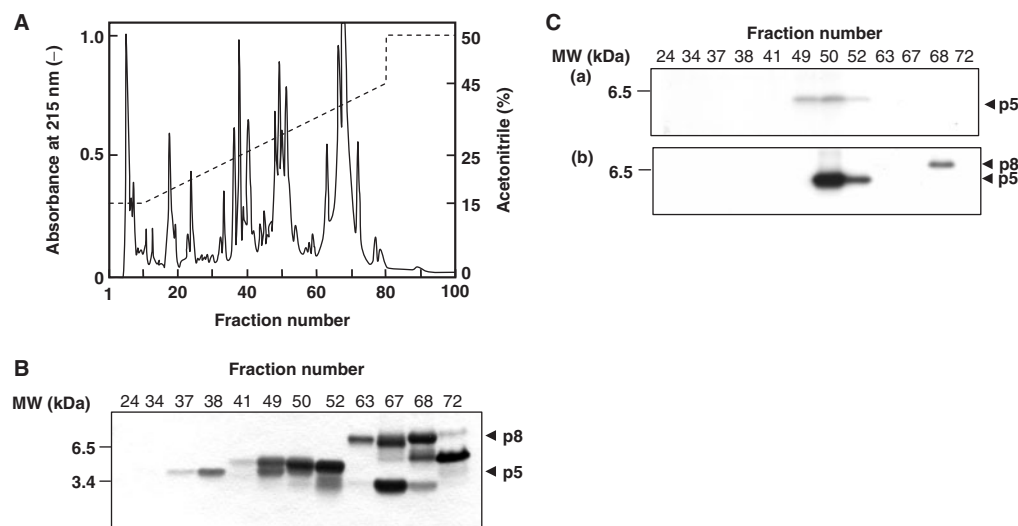 A
Absorbance at 215 nm (–)
1.0
0.5
0
50
45
35
25
15
0
Acetonitrile (%)
1 20 40 60 80 100
Fraction number
B
Fraction number
MW (kDa) 24 34 37 38 41 49 50 52 63 67 68 72
p8
6.5
p5
3.4
C
Fraction number
MW (kDa) 24 34 37 38 41 49 50 52 63 67 68 72
(a)
6.5
p5
(b)
p8
6.5
p5